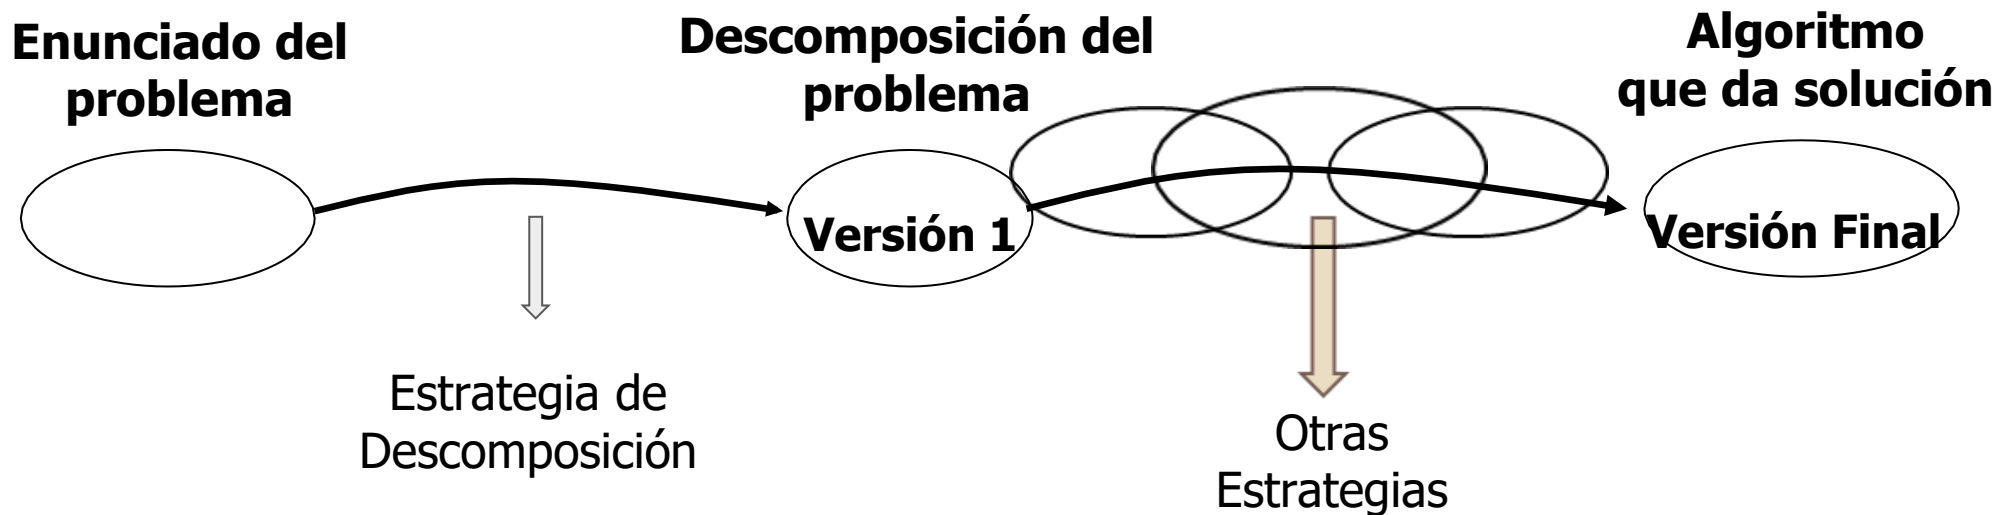 Enunciado del
problema
Descomposición del
problema
Algoritmo
que da solución
Versión 1
Versión Final
Estrategia de
Descomposición
Otras
Estrategias